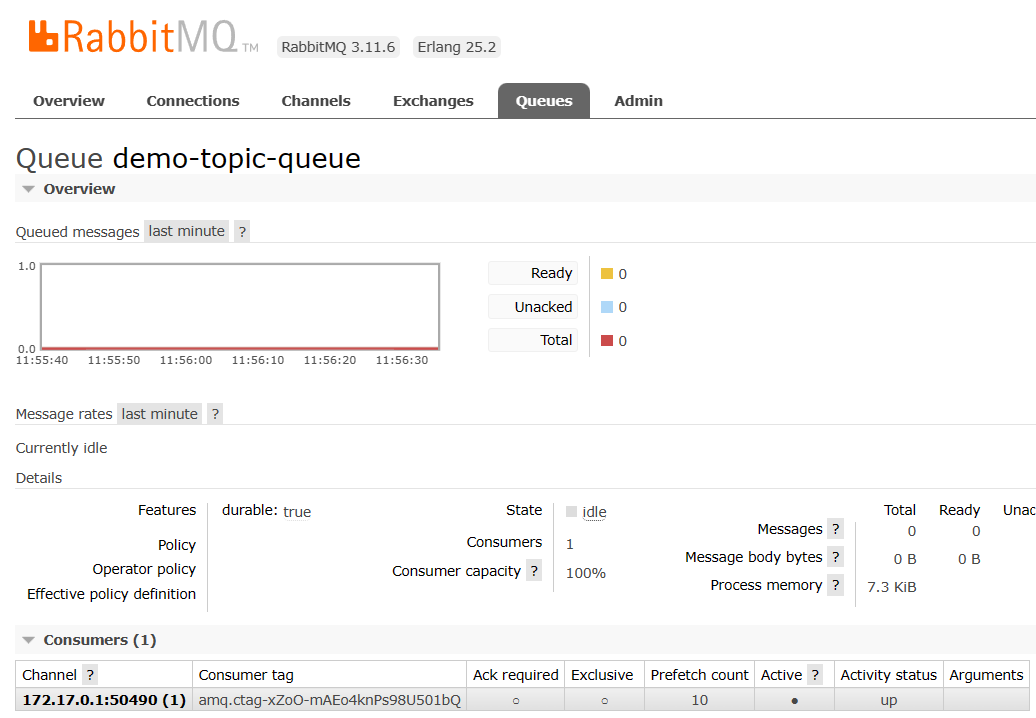 RabbitMQ TM RabbitMQ 3.11.6 Erlang 25.2
Overview Connections Channels Exchanges Queues Admin
Queue demo-topic-queue
Overview
Queued messages last minute ?
1.0
0.0
11:55:40 11:55:50 11:56:00 11:56:10 11:56:20 11:56:30
Ready 0
Unacked 0
Total 0
Message rates last minute ?
Currently idle
Details
Features durable: true
Policy
Operator policy
Effective policy definition
State idle
Consumers 1
Consumer capacity ? 100%
Total Ready Unac
Messages ? 0 0
Message body bytes ? 0 B 0 B
Process memory ? 7.3 KiB
Consumers (1)
Channel ? Consumer tag Ack required Exclusive Prefetch count Active ? Activity status Arguments
172.17.0.1:50490 (1) amq.ctag-xZoO-mAEo4knPs98U501bQ ○ ○ 10 ● up